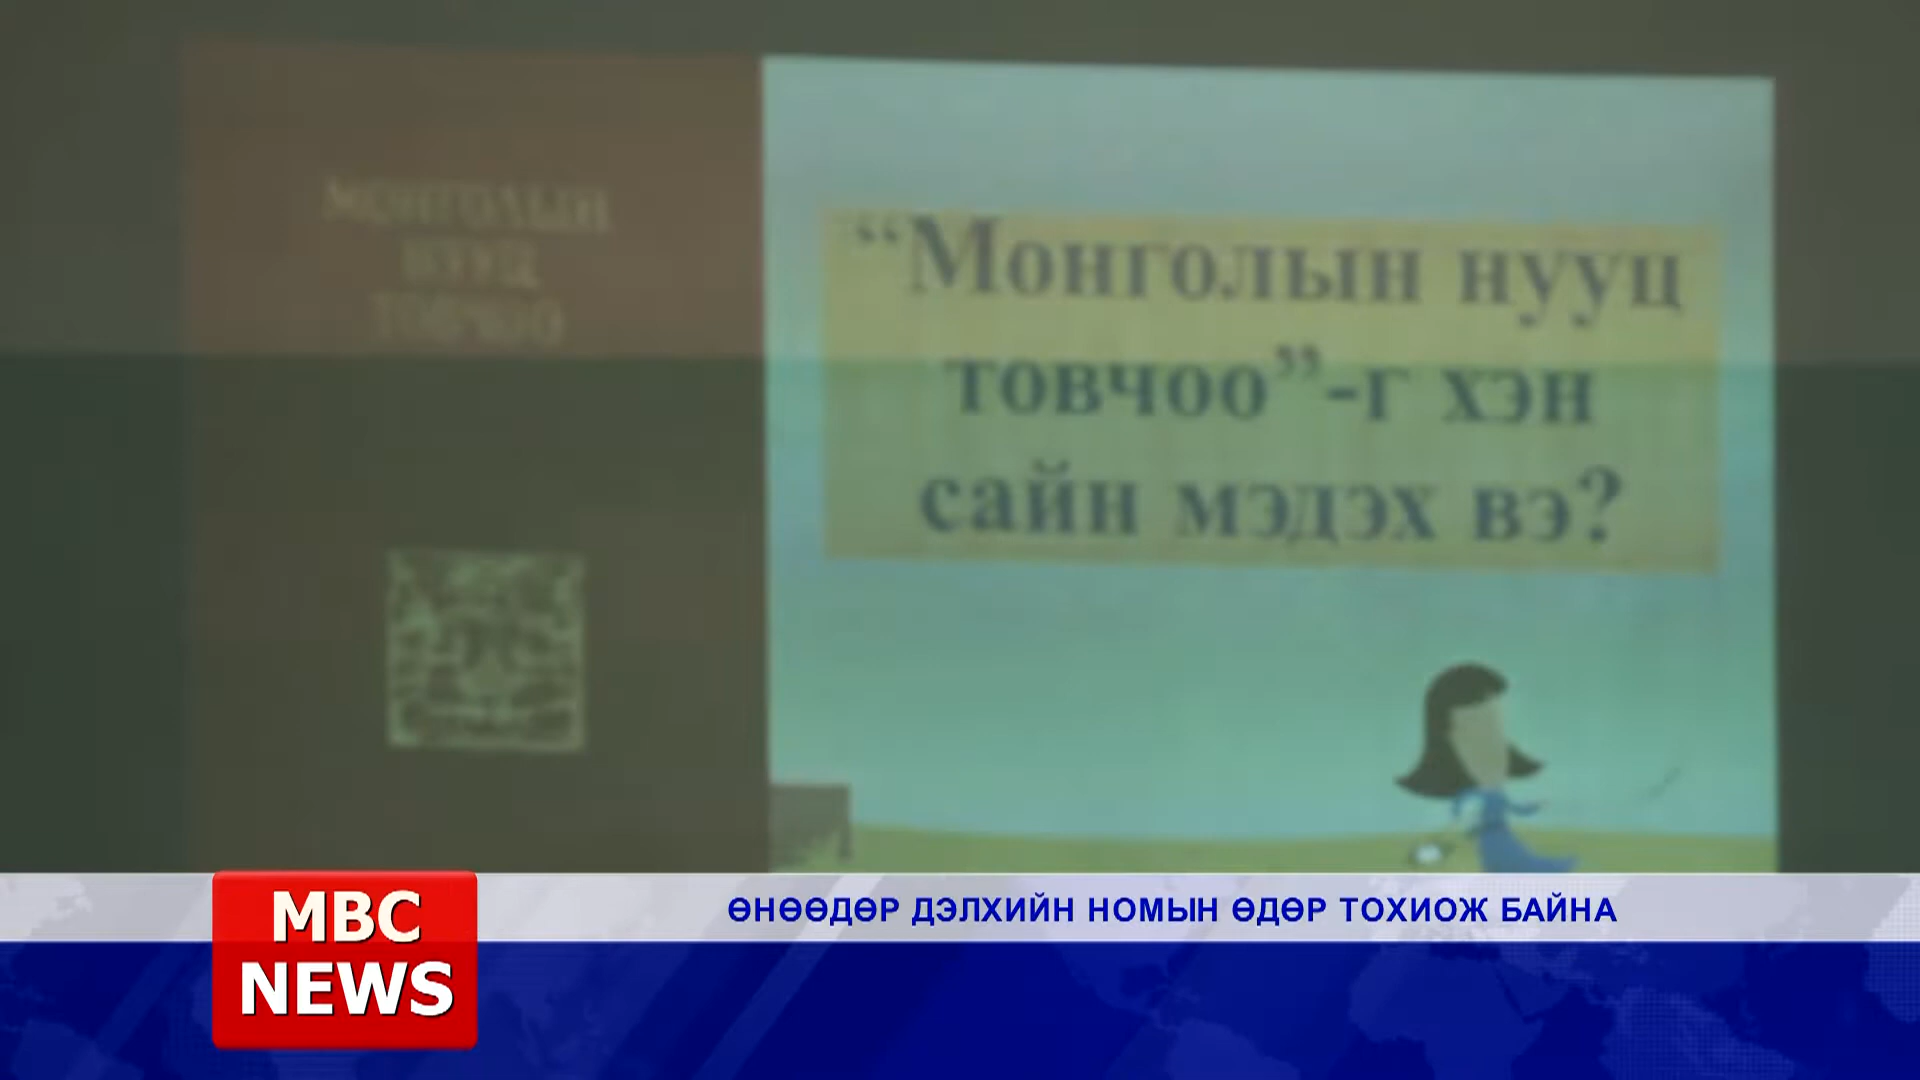 МОНГОЛЫН
НУУЦ
ТОВЧОО
“Монголын нууц
товчоо”-г хэн
сайн мэдэх вэ?
MBC
NEWS
ӨНӨӨДӨР ДЭЛХИЙН НОМЫН ӨДӨР ТОХИОЖ БАЙНА